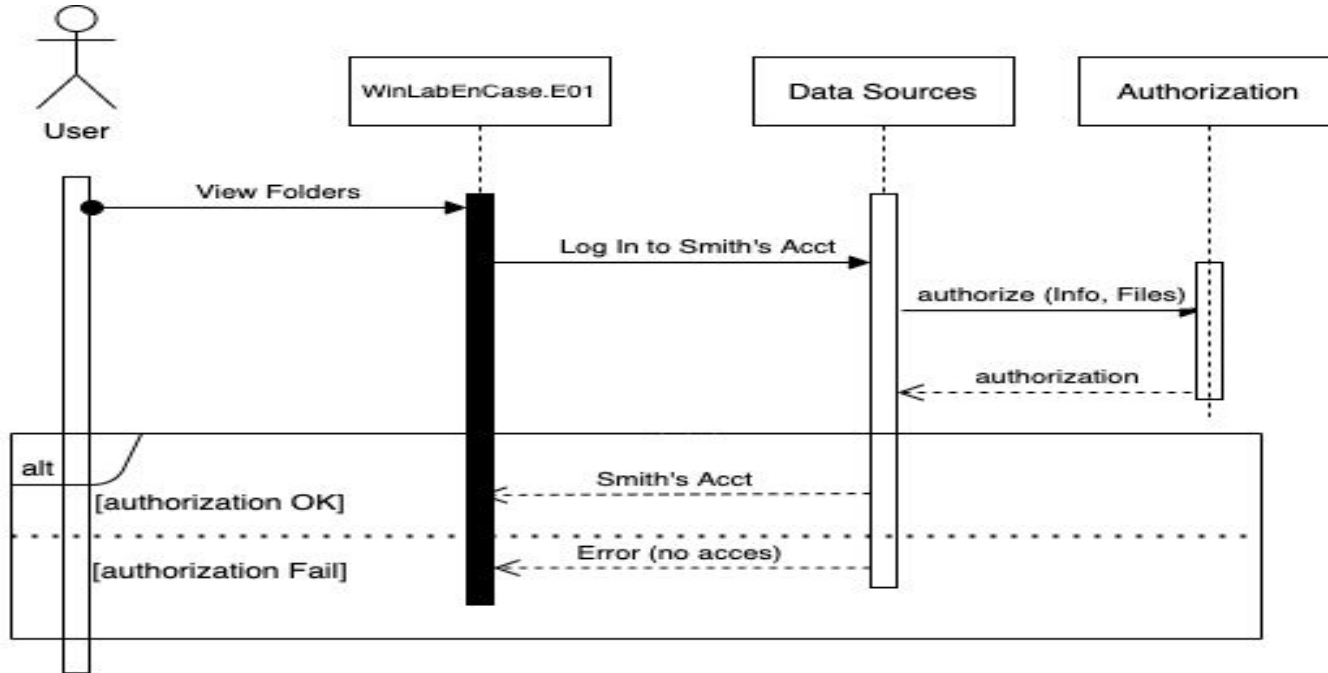 User
WinLabEnCase.E01
Data Sources
Authorization
View Folders
Log In to Smith's Acct
authorize (Info, Files)
authorization
alt
Smith's Acct
[authorization OK]
Error (no acces)
[authorization Fail]